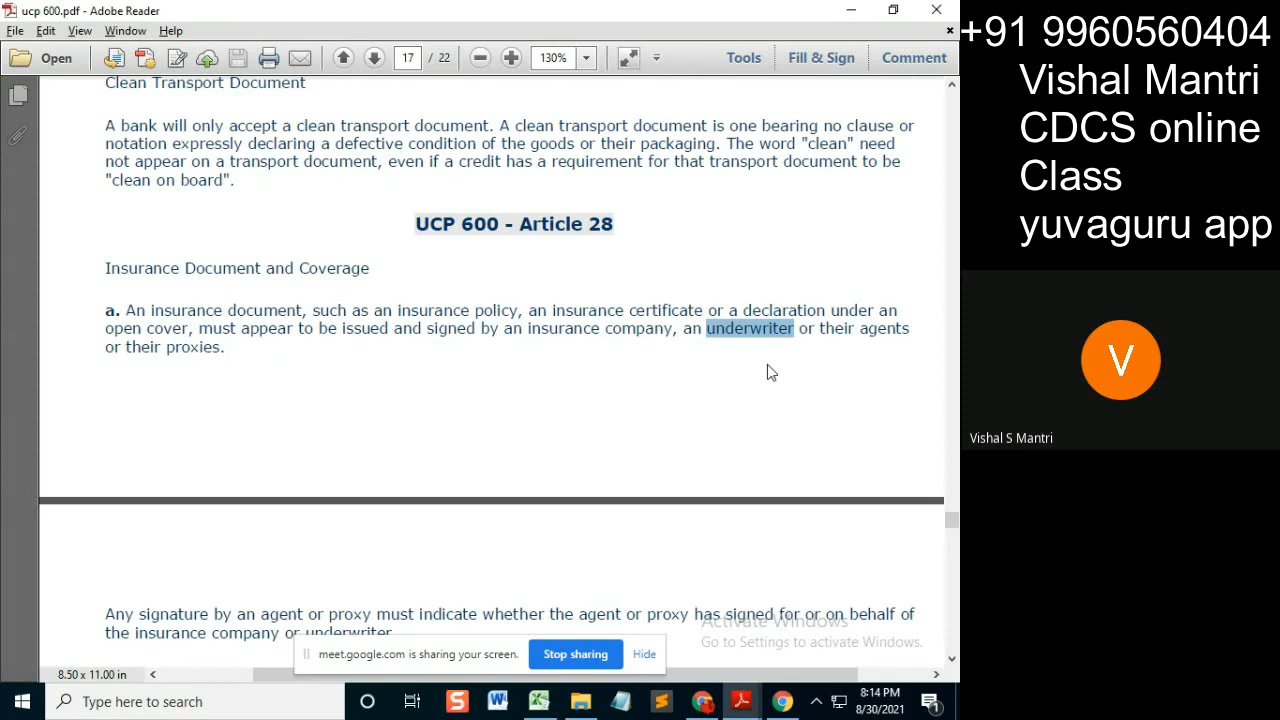 ucp 600.pdf - Adobe Reader
File Edit View Window Help
Open 17 / 22 130% Tools Fill & Sign Comment
Clean Transport Document
A bank will only accept a clean transport document. A clean transport document is one bearing no clause or
notation expressly declaring a defective condition of the goods or their packaging. The word "clean" need
not appear on a transport document, even if a credit has a requirement for that transport document to be
"clean on board".
UCP 600 - Article 28
Insurance Document and Coverage
a. An insurance document, such as an insurance policy, an insurance certificate or a declaration under an
open cover, must appear to be issued and signed by an insurance company, an underwriter or their agents
or their proxies.
Any signature by an agent or proxy must indicate whether the agent or proxy has signed for or on behalf of
the insurance company or underwriter
Activate Windows
Go to Settings to activate Windows.
meet.google.com is sharing your screen. Stop sharing Hide
8.50 x 11.00 in
Type here to search
S
W
8:14 PM
8/30/2021
1
+91 9960560404
Vishal Mantri
CDCS online
Class
yuvaguru app
V
Vishal S Mantri